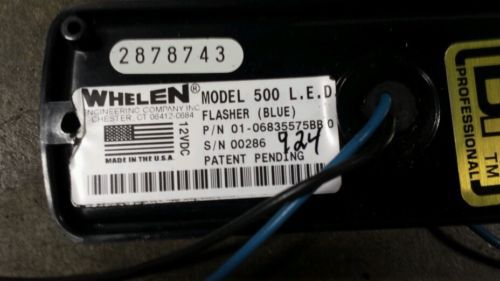 2878743
WHELEN®
ENGINEERING COMPANY INC
CHESTER, CT 06412-0684
12VDC
MADE IN THE U.S.A.
MODEL 500 L.E.D
FLASHER (BLUE)
P/N 01-06835575BB0
S/N 00286
924
PATENT PENDING
TM
PROFESSIONAL